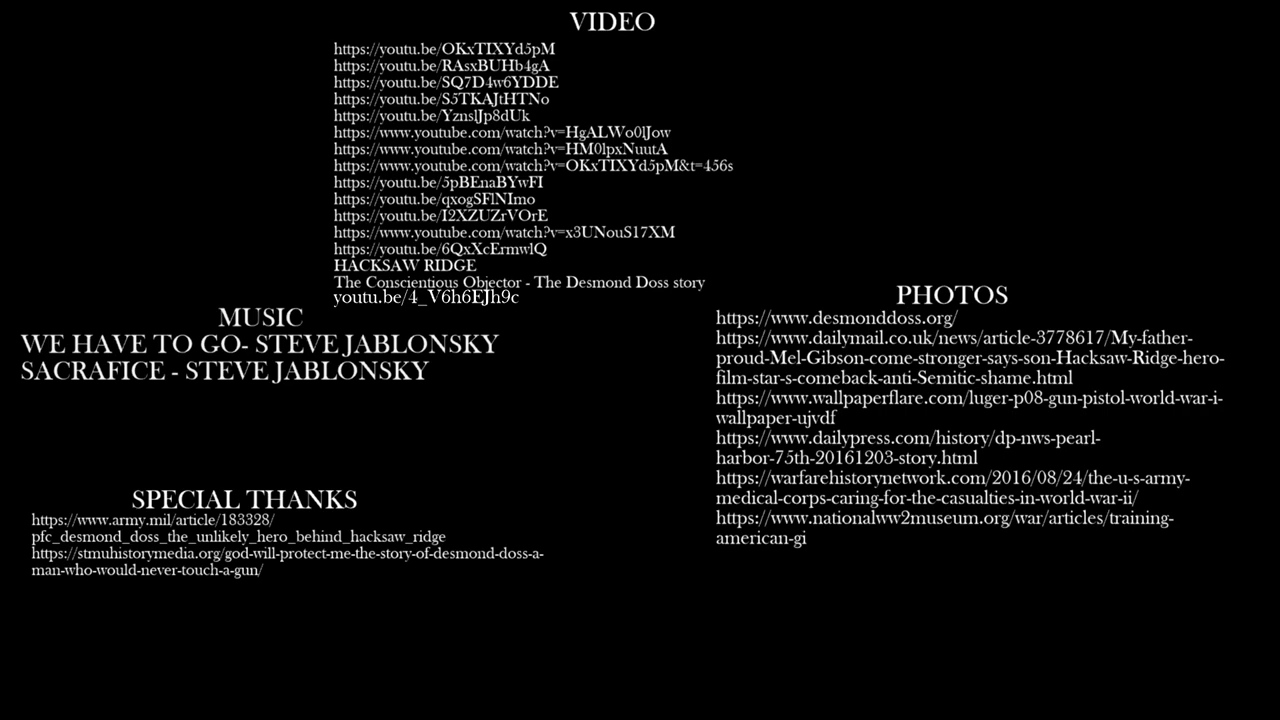 VIDEO
https://youtu.be/OKxTIXYd5pM
https://youtu.be/RAsxBUHb4gA
https://youtu.be/SQ7D4w6YDDE
https://youtu.be/S5TKAJtHTNo
https://youtu.be/YznslJp8dUk
https://www.youtube.com/watch?v=HgALWo0lJow
https://www.youtube.com/watch?v=HM0lpxNuutA
https://www.youtube.com/watch?v=OKxTIXYd5pM&t=456s
https://youtu.be/5pBEnaBYwFI
https://youtu.be/qxogSFlNImo
https://youtu.be/I2XZUZrVOrE
https://www.youtube.com/watch?v=x3UNouS17XM
https://youtu.be/6QxXcErmwlQ
HACKSAW RIDGE
The Conscientious Objector - The Desmond Doss story
youtu.be/4_V6h6EJh9c
MUSIC
WE HAVE TO GO- STEVE JABLONSKY
SACRAFICE - STEVE JABLONSKY
SPECIAL THANKS
https://www.army.mil/article/183328/
pfc_desmond_doss_the_unlikely_hero_behind_hacksaw_ridge
https://stmuhistorymedia.org/god-will-protect-me-the-story-of-desmond-doss-a-
man-who-would-never-touch-a-gun/
PHOTOS
https://www.desmonddoss.org/
https://www.dailymail.co.uk/news/article-3778617/My-father-
proud-Mel-Gibson-come-stronger-says-son-Hacksaw-Ridge-hero-
film-star-s-comeback-anti-Semitic-shame.html
https://www.wallpaperflare.com/luger-p08-gun-pistol-world-war-i-
wallpaper-ujvdf
https://www.dailypress.com/history/dp-nws-pearl-
harbor-75th-20161203-story.html
https://warfarehistorynetwork.com/2016/08/24/the-u-s-army-
medical-corps-caring-for-the-casualties-in-world-war-ii/
https://www.nationalww2museum.org/war/articles/training-
american-gi